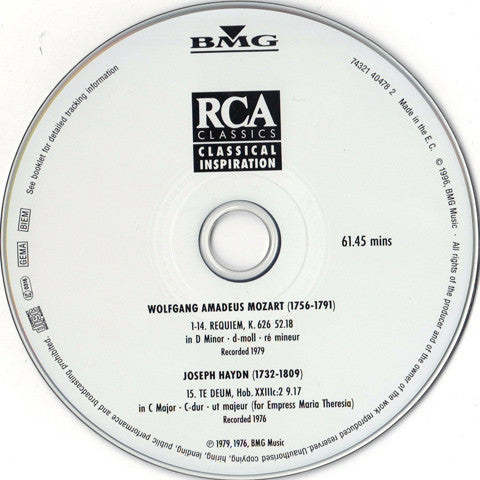 BMG
RCA
CLASSICS
CLASSICAL
INSPIRATION
61.45 mins
WOLFGANG AMADEUS MOZART (1756-1791)
1-14. REQUIEM, K. 626 52.18
in D Minor · d-moll · ré mineur
Recorded 1979
JOSEPH HAYDN (1732-1809)
15. TE DEUM, Hob. XXIIIc:2 9.17
in C Major · C-dur · ut majeur (for Empress Maria Theresia)
Recorded 1976
℗ 1979, 1976, BMG Music
See booklet for detailed tracking information
GEMA BIEM
74321 40478 2 Made in the E.C. © 1996, BMG Music · All rights of the producer and of the owner of the work reproduced reserved. Unauthorised copying, hiring, lending, public performing and broadcasting prohibited.